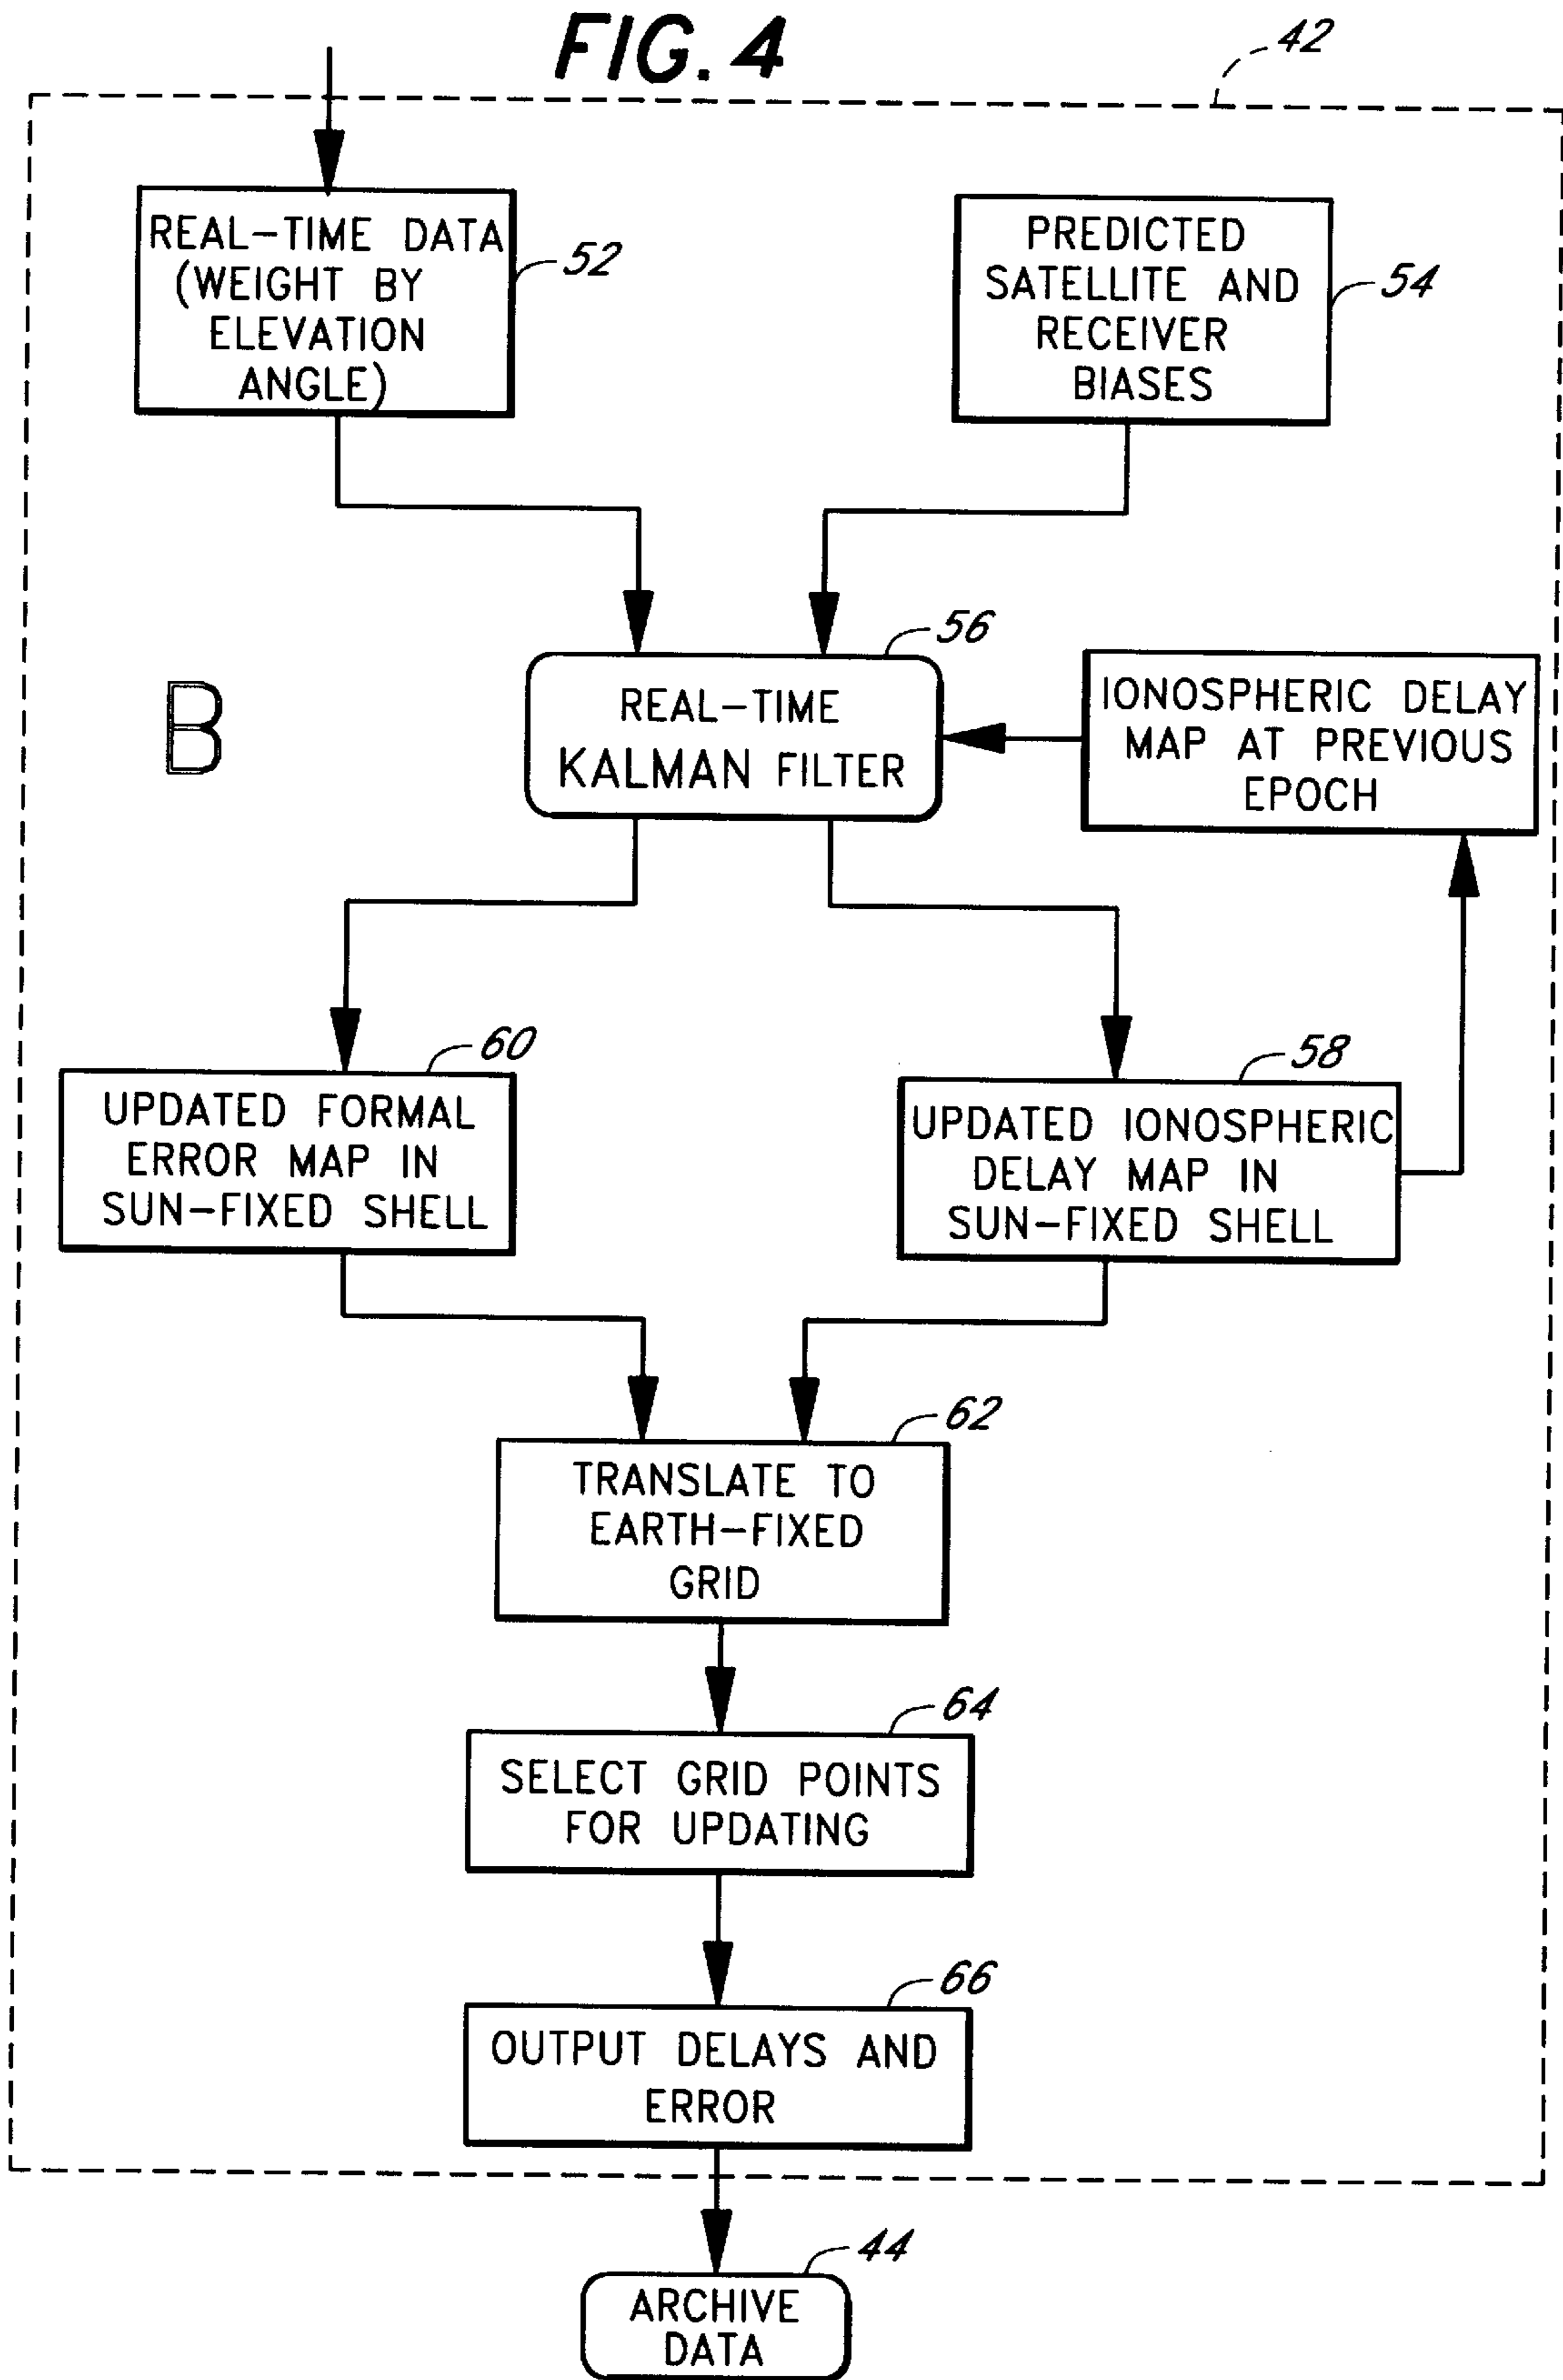 FIG. 4
42
REAL-TIME DATA
(WEIGHT BY
ELEVATION
ANGLE)
52
PREDICTED
SATELLITE AND
RECEIVER
BIASES
54
B
56
REAL-TIME
KALMAN FILTER
IONOSPHERIC DELAY
MAP AT PREVIOUS
EPOCH
60
UPDATED FORMAL
ERROR MAP IN
SUN-FIXED SHELL
58
UPDATED IONOSPHERIC
DELAY MAP IN
SUN-FIXED SHELL
62
TRANSLATE TO
EARTH-FIXED
GRID
64
SELECT GRID POINTS
FOR UPDATING
66
OUTPUT DELAYS AND
ERROR
44
ARCHIVE
DATA